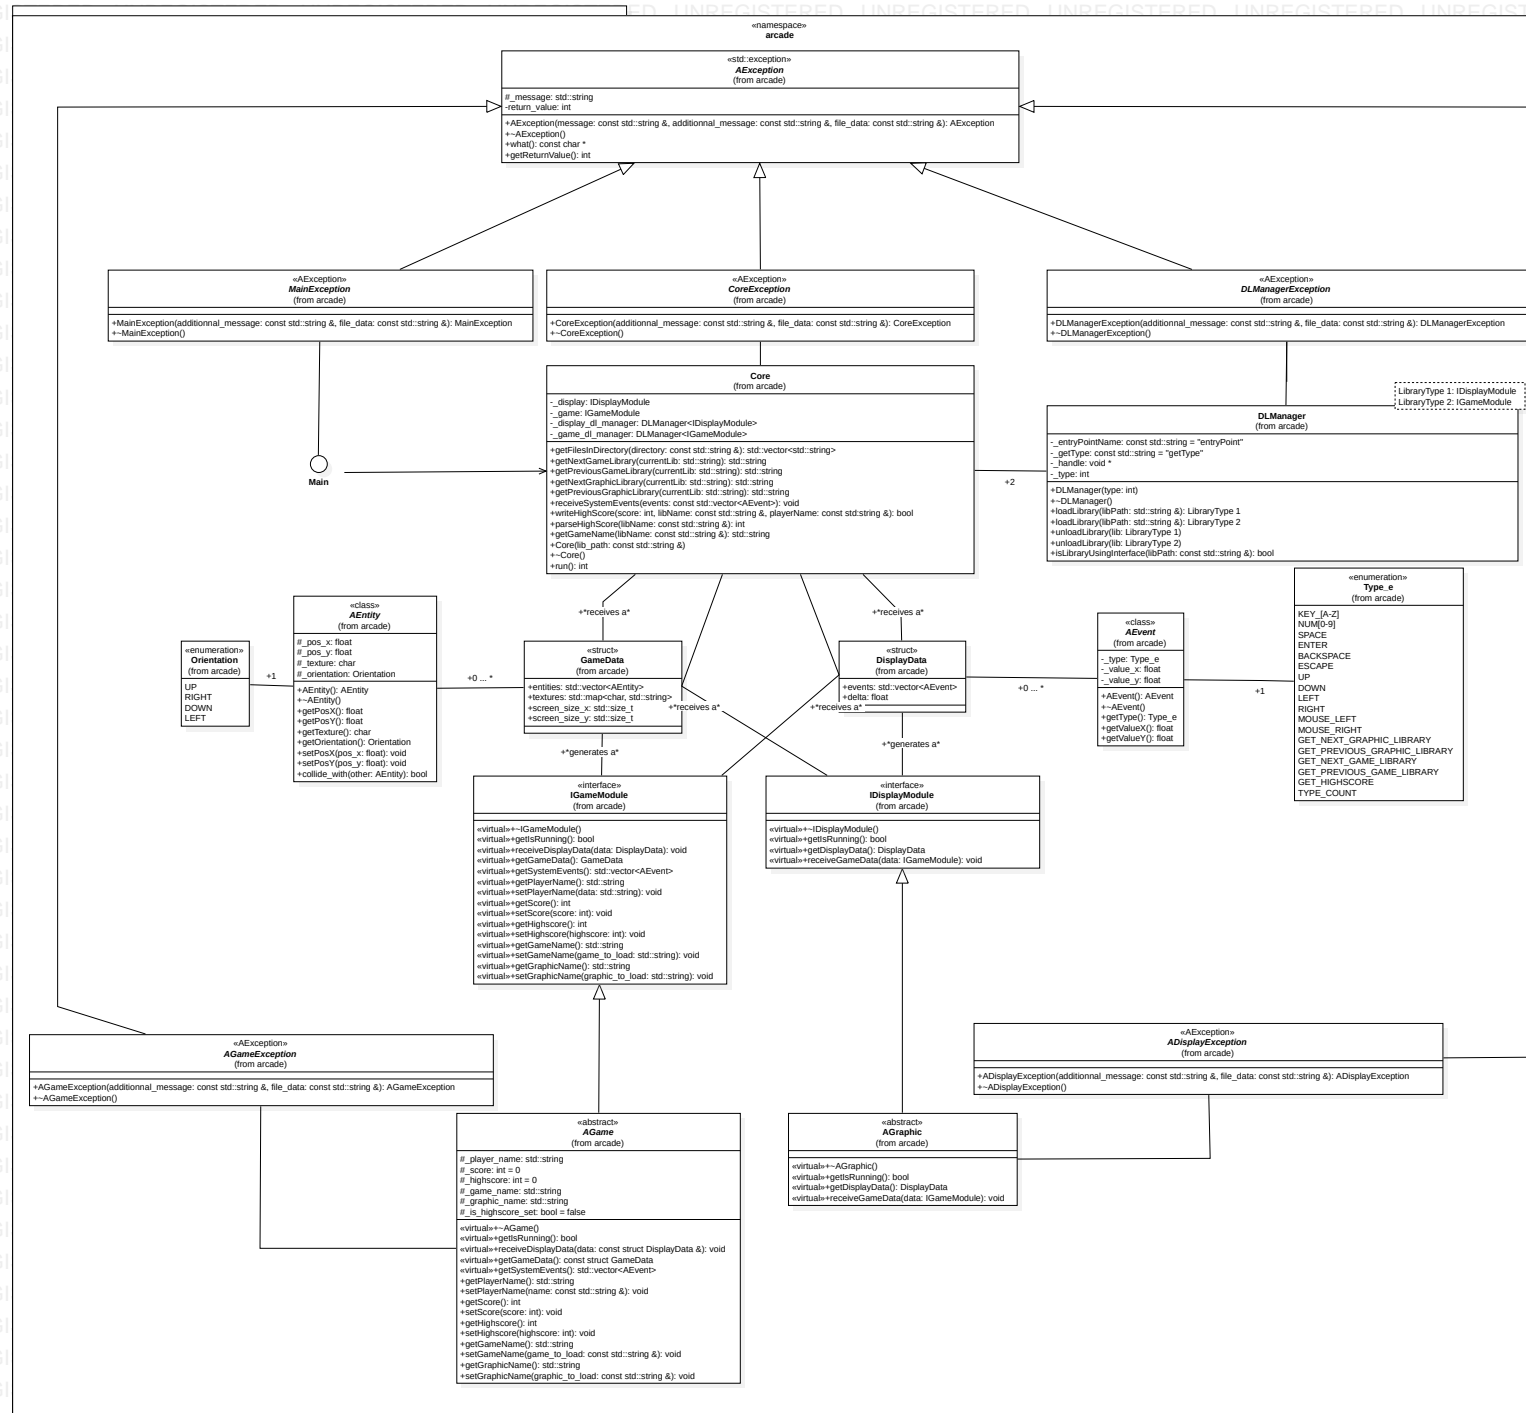 UNREGISTERED UNREGISTERED UNREGISTERED UNREGISTERED
«namespace»
arcade
«std::exception»
AException
(from arcade)
#_message: std::string
-return_value: int
+AException(message: const std::string &, additionnal_message: const std::string &, file_data: const std::string &): AException
+~AException()
+what(): const char *
+getReturnValue(): int
«AException»
MainException
(from arcade)
+MainException(additionnal_message: const std::string &, file_data: const std::string &): MainException
+~MainException()
«AException»
CoreException
(from arcade)
+CoreException(additionnal_message: const std::string &, file_data: const std::string &): CoreException
+~CoreException()
«AException»
DLManagerException
(from arcade)
+DLManagerException(additionnal_message: const std::string &, file_data: const std::string &): DLManagerException
+~DLManagerException()
Main
Core
(from arcade)
-_display: IDisplayModule
-_game: IGameModule
-_display_dl_manager: DLManager<IDisplayModule>
-_game_dl_manager: DLManager<IGameModule>
+getFilesInDirectory(directory: const std::string &): std::vector<std::string>
+getNextGameLibrary(currentLib: std::string): std::string
+getPreviousGameLibrary(currentLib: std::string): std::string
+getNextGraphicLibrary(currentLib: std::string): std::string
+getPreviousGraphicLibrary(currentLib: std::string): std::string
+receiveSystemEvents(events: const std::vector<AEvent>): void
+writeHighScore(score: int, libName: const std::string &, playerName: const std:string &): bool
+parseHighScore(libName: const std::string &): int
+getGameName(libName: const std::string &): std::string
+Core(lib_path: const std::string &)
+~Core()
+run(): int
+2
LibraryType 1: IDisplayModule
LibraryType 2: IGameModule
DLManager
(from arcade)
-_entryPointName: const std::string = "entryPoint"
-_getType: const std::string = "getType"
-_handle: void *
-_type: int
+DLManager(type: int)
+~DLManager()
+loadLibrary(libPath: std::string &): LibraryType 1
+loadLibrary(libPath: std::string &): LibraryType 2
+unloadLibrary(lib: LibraryType 1)
+unloadLibrary(lib: LibraryType 2)
+isLibraryUsingInterface(libPath: const std::string &): bool
«enumeration»
Orientation
(from arcade)
UP
RIGHT
DOWN
LEFT
+1
«class»
AEntity
(from arcade)
#_pos_x: float
#_pos_y: float
#_texture: char
#_orientation: Orientation
+AEntity(): AEntity
+~AEntity()
+getPosX(): float
+getPosY(): float
+getTexture(): char
+getOrientation(): Orientation
+setPosX(pos_x: float): void
+setPosY(pos_y: float): void
+collide_with(other: AEntity): bool
+0 ... *
+*receives a*
«struct»
GameData
(from arcade)
+entities: std::vector<AEntity>
+textures: std::map<char, std::string>
+screen_size_x: std::size_t
+screen_size_y: std::size_t
+*receives a*
+*generates a*
+*receives a*
«struct»
DisplayData
(from arcade)
+events: std::vector<AEvent>
+delta: float
+*receives a*
+*generates a*
+0 ... *
«class»
AEvent
(from arcade)
-_type: Type_e
-_value_x: float
-_value_y: float
+AEvent(): AEvent
+~AEvent()
+getType(): Type_e
+getValueX(): float
+getValueY(): float
+1
«enumeration»
Type_e
(from arcade)
KEY_[A-Z]
NUM[0-9]
SPACE
ENTER
BACKSPACE
ESCAPE
UP
DOWN
LEFT
RIGHT
MOUSE_LEFT
MOUSE_RIGHT
GET_NEXT_GRAPHIC_LIBRARY
GET_PREVIOUS_GRAPHIC_LIBRARY
GET_NEXT_GAME_LIBRARY
GET_PREVIOUS_GAME_LIBRARY
GET_HIGHSCORE
TYPE_COUNT
«interface»
IGameModule
(from arcade)
«virtual»+~IGameModule()
«virtual»+getIsRunning(): bool
«virtual»+receiveDisplayData(data: DisplayData): void
«virtual»+getGameData(): GameData
«virtual»+getSystemEvents(): std::vector<AEvent>
«virtual»+getPlayerName(): std::string
«virtual»+setPlayerName(data: std::string): void
«virtual»+getScore(): int
«virtual»+setScore(score: int): void
«virtual»+getHighscore(): int
«virtual»+setHighscore(highscore: int): void
«virtual»+getGameName(): std::string
«virtual»+setGameName(game_to_load: std::string): void
«virtual»+getGraphicName(): std::string
«virtual»+setGraphicName(graphic_to_load: std::string): void
«interface»
IDisplayModule
(from arcade)
«virtual»+~IDisplayModule()
«virtual»+getIsRunning(): bool
«virtual»+getDisplayData(): DisplayData
«virtual»+receiveGameData(data: IGameModule): void
«AException»
AGameException
(from arcade)
+AGameException(additionnal_message: const std::string &, file_data: const std::string &): AGameException
+~AGameException()
«AException»
ADisplayException
(from arcade)
+ADisplayException(additionnal_message: const std::string &, file_data: const std::string &): ADisplayException
+~ADisplayException()
«abstract»
AGame
(from arcade)
#_player_name: std::string
#_score: int = 0
#_highscore: int = 0
#_game_name: std::string
#_graphic_name: std::string
#_is_highscore_set: bool = false
«virtual»+~AGame()
«virtual»+getIsRunning(): bool
«virtual»+receiveDisplayData(data: const struct DisplayData &): void
«virtual»+getGameData(): const struct GameData
«virtual»+getSystemEvents(): std::vector<AEvent>
+getPlayerName(): std::string
+setPlayerName(name: const std::string &): void
+getScore(): int
+setScore(score: int): void
+getHighscore(): int
+setHighscore(highscore: int): void
+getGameName(): std::string
+setGameName(game_to_load: const std::string &): void
+getGraphicName(): std::string
+setGraphicName(graphic_to_load: const std::string &): void
«abstract»
AGraphic
(from arcade)
«virtual»+~AGraphic()
«virtual»+getIsRunning(): bool
«virtual»+getDisplayData(): DisplayData
«virtual»+receiveGameData(data: IGameModule): void